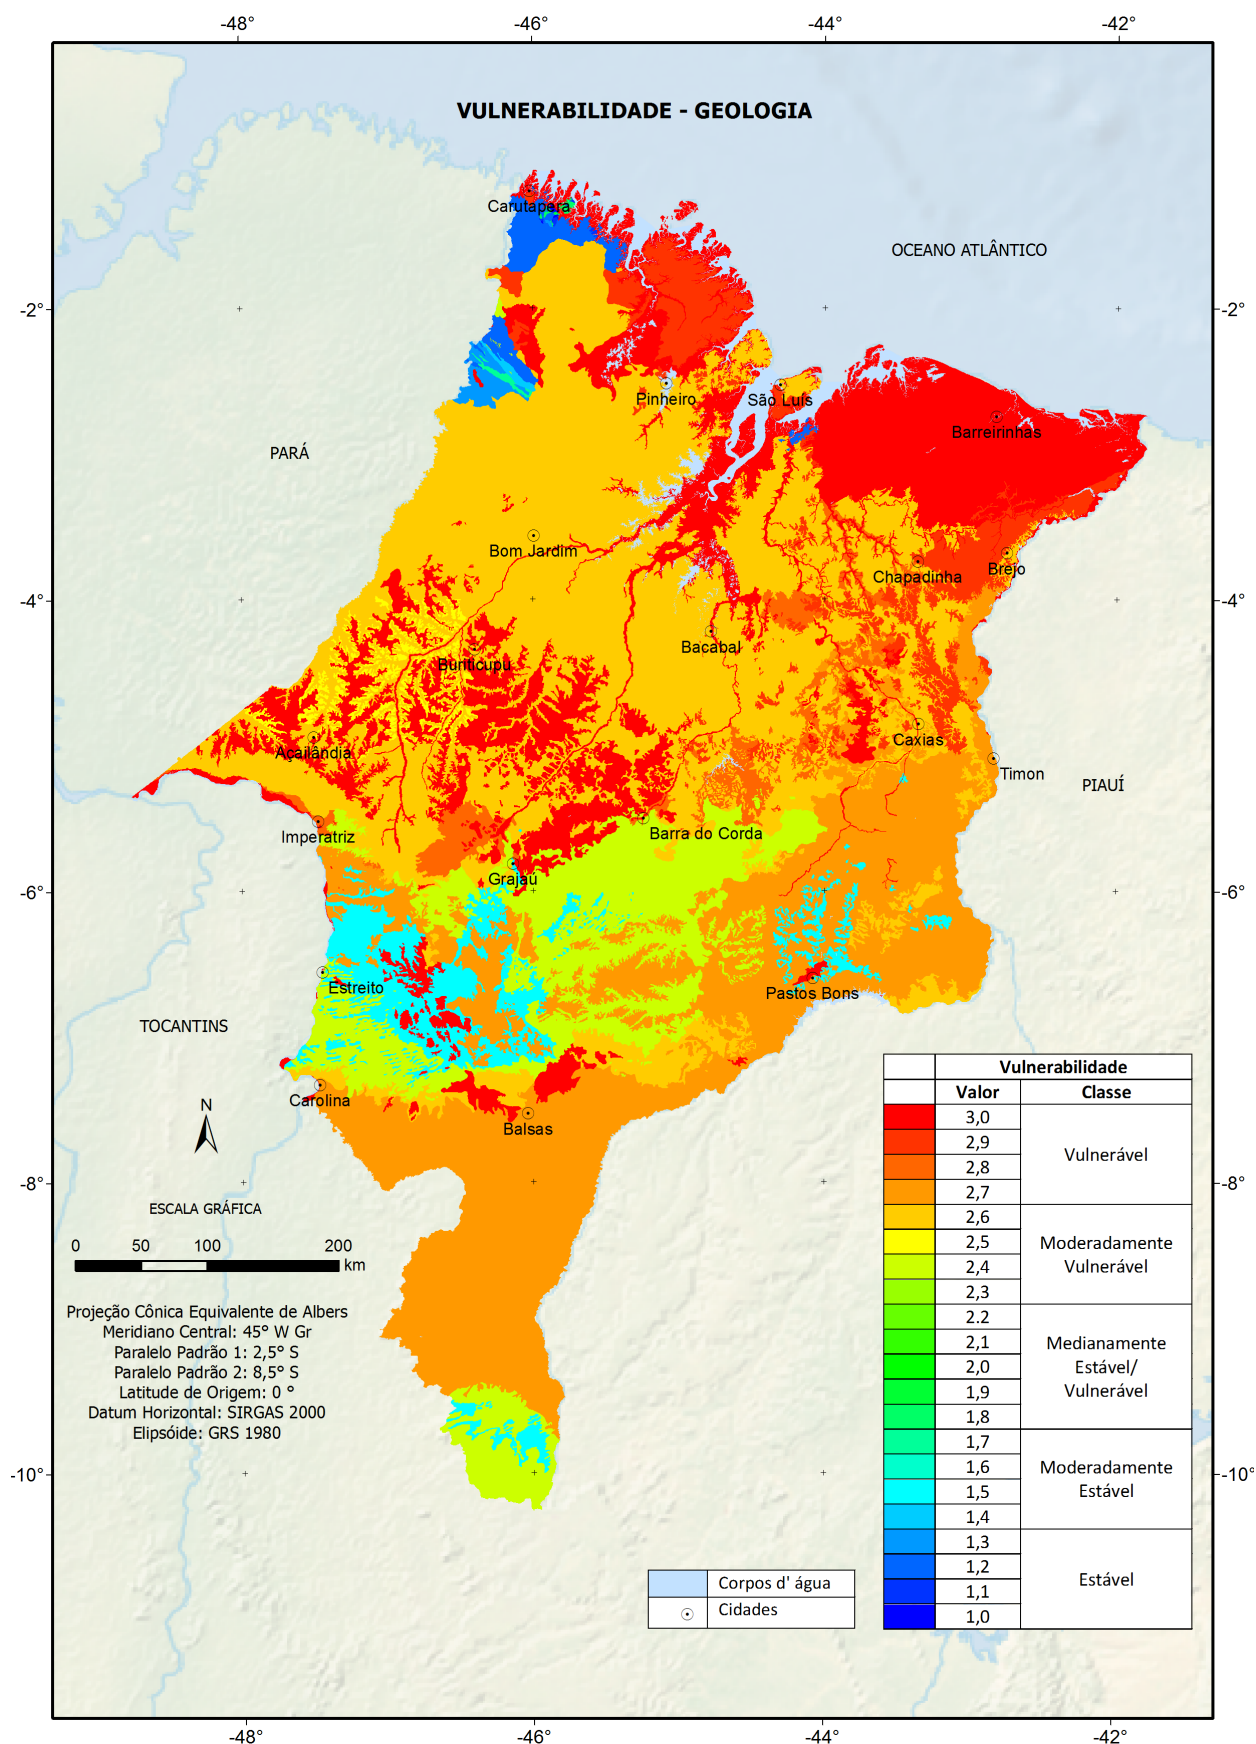 -48°
-46°
-44°
-42°
VULNERABILIDADE - GEOLOGIA
Carutapera
OCEANO ATLÂNTICO
-2°
-2°
Pinheiro
São Luís
Barreirinhas
PARÁ
Bom Jardim
Chapadinha
Brejo
-4°
-4°
Bacabal
Buriticupu
Açailândia
Caxias
Timon
PIAUÍ
Imperatriz
Barra do Corda
Grajaú
-6°
-6°
Estreito
Pastos Bons
TOCANTINS
Carolina
Balsas
N
-8°
-8°
ESCALA GRÁFICA
0 50 100 200
km
Projeção Cônica Equivalente de Albers
Meridiano Central: 45° W Gr
Paralelo Padrão 1: 2,5° S
Paralelo Padrão 2: 8,5° S
Latitude de Origem: 0 °
Datum Horizontal: SIRGAS 2000
Elipsóide: GRS 1980
-10°
-10°
Vulnerabilidade
Valor Classe
3,0
2,9
Vulnerável
2,8
2,7
2,6
2,5
Moderadamente
Vulnerável
2,4
2,3
2.2
2,1
Medianamente
Estável/
Vulnerável
2,0
1,9
1,8
1,7
1,6
Moderadamente
Estável
1,5
1,4
1,3
1,2
Estável
1,1
1,0
Corpos d' água
Cidades
-48°
-46°
-44°
-42°